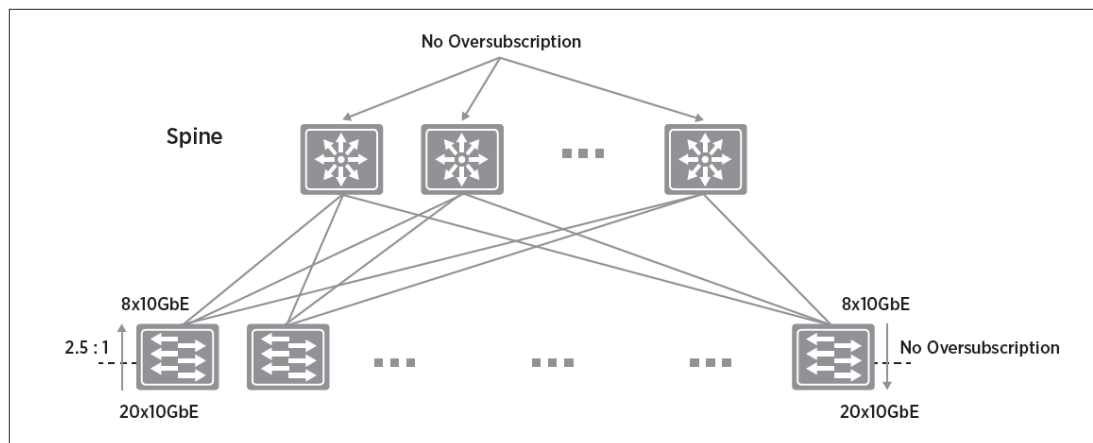 No Oversubscription
Spine
8x10GbE
8x10GbE
2.5 : 1
No Oversubscription
20x10GbE
20x10GbE